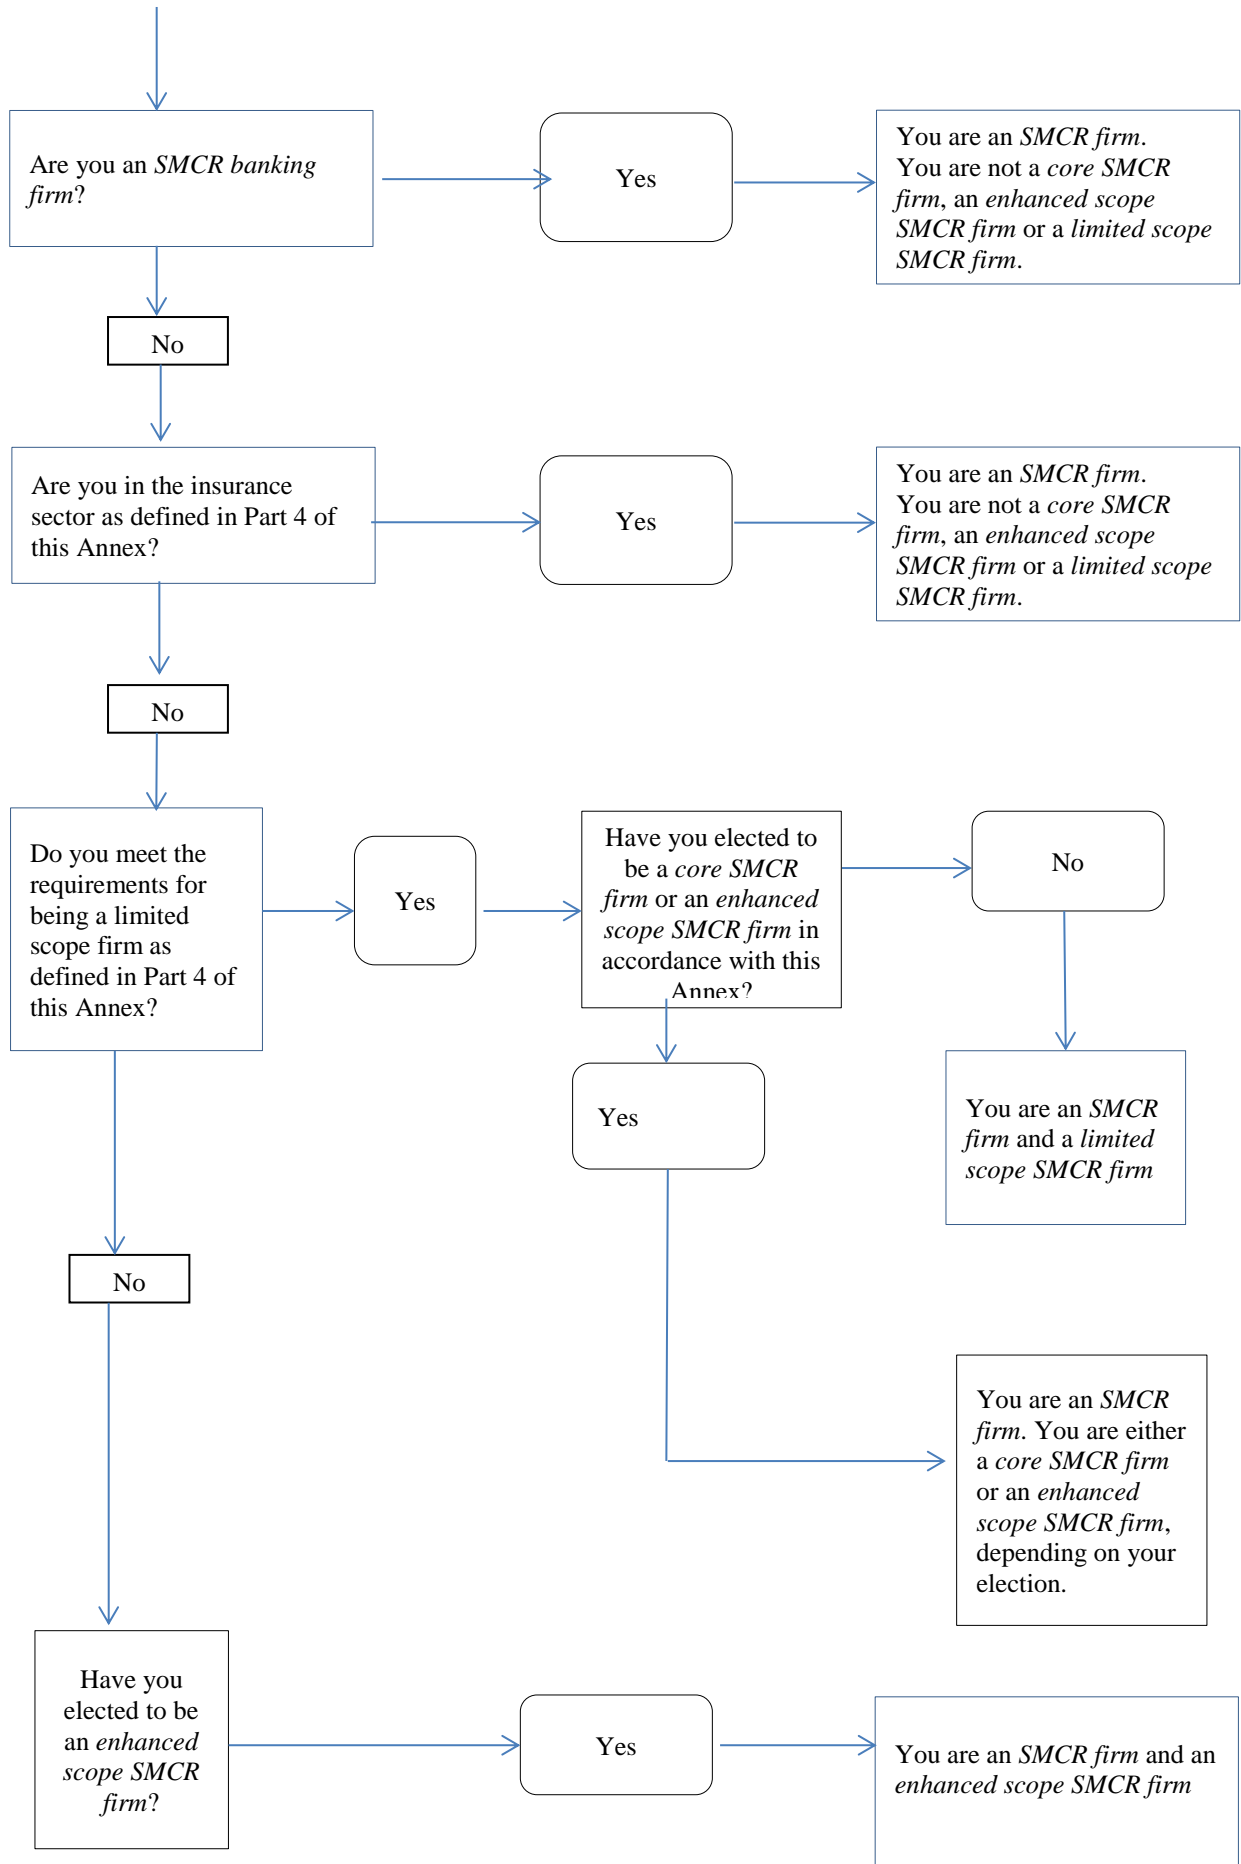 Are you an SMCR banking
firm?
Yes
You are an SMCR firm.
You are not a core SMCR
firm, an enhanced scope
SMCR firm or a limited scope
SMCR firm.
No
Are you in the insurance
sector as defined in Part 4 of
this Annex?
Yes
You are an SMCR firm.
You are not a core SMCR
firm, an enhanced scope
SMCR firm or a limited scope
SMCR firm.
No
Do you meet the
requirements for
being a limited
scope firm as
defined in Part 4 of
this Annex?
Yes
Have you elected to
be a core SMCR
firm or an enhanced
scope SMCR firm in
accordance with this
Annex?
No
Yes
You are an SMCR
firm and a limited
scope SMCR firm
No
You are an SMCR
firm. You are either
a core SMCR firm
or an enhanced
scope SMCR firm,
depending on your
election.
Have you
elected to be
an enhanced
scope SMCR
firm?
Yes
You are an SMCR firm and an
enhanced scope SMCR firm